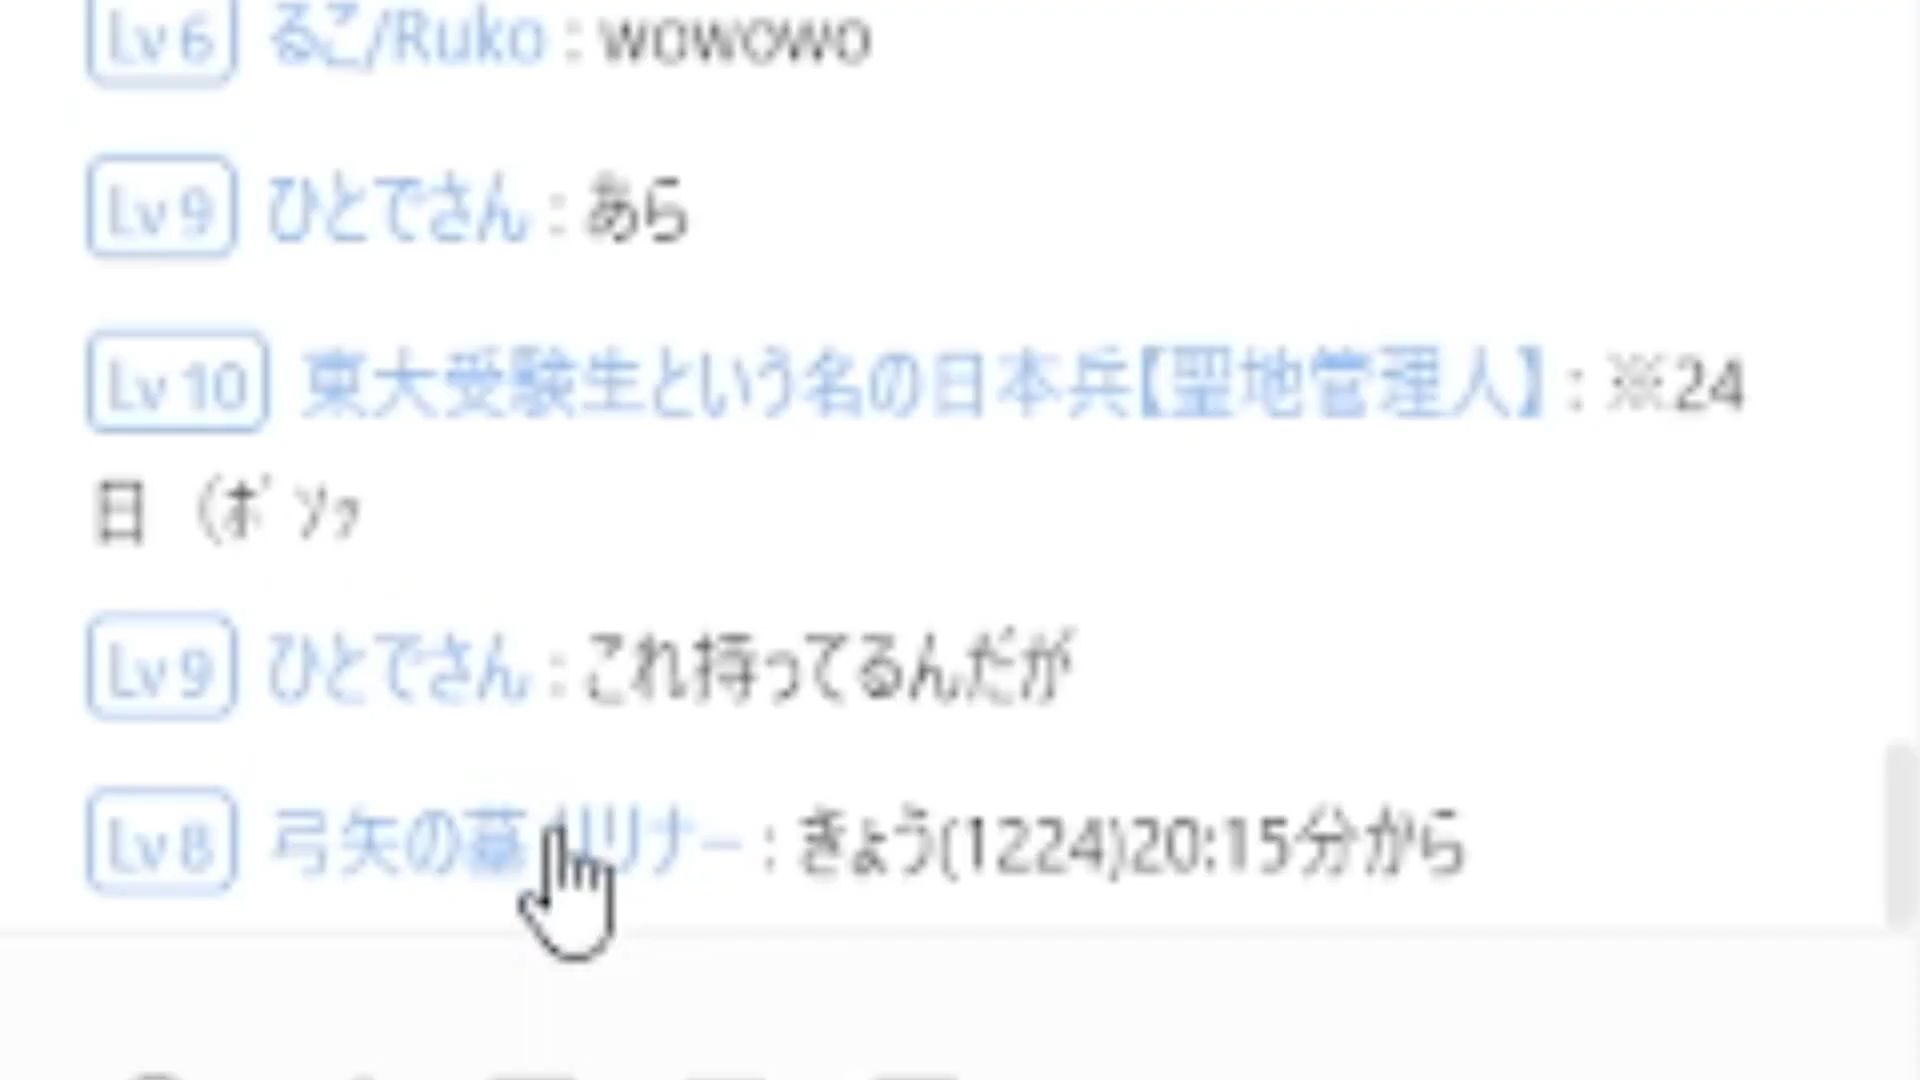 Lv 6 るこ/Ruko : wowowo
Lv 9 ひとでさん : あら
Lv 10 東大受験生という名の日本兵【聖地管理人】 : ※24
日 （ボソッ
Lv 9 ひとでさん : これ持ってるんだが
Lv 8 弓矢の リナー : きょう(1224)20:15分から